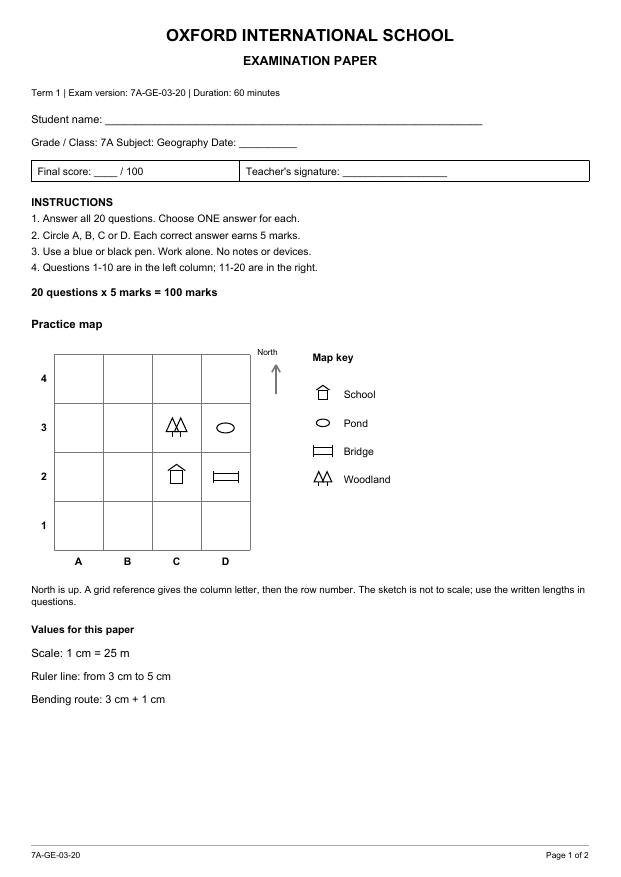 OXFORD INTERNATIONAL SCHOOL
EXAMINATION PAPER
Term 1 | Exam version: 7A-GE-03-20 | Duration: 60 minutes
Student name: _______________________________________________________________
Grade / Class: 7A Subject: Geography Date: __________
Final score: ____ / 100
Teacher's signature: __________________
INSTRUCTIONS
1. Answer all 20 questions. Choose ONE answer for each.
2. Circle A, B, C or D. Each correct answer earns 5 marks.
3. Use a blue or black pen. Work alone. No notes or devices.
4. Questions 1-10 are in the left column; 11-20 are in the right.
20 questions x 5 marks = 100 marks
Practice map
North
4
3
2
1
A B C D
Map key
School
Pond
Bridge
Woodland
North is up. A grid reference gives the column letter, then the row number. The sketch is not to scale; use the written lengths in
questions.
Values for this paper
Scale: 1 cm = 25 m
Ruler line: from 3 cm to 5 cm
Bending route: 3 cm + 1 cm
7A-GE-03-20
Page 1 of 2